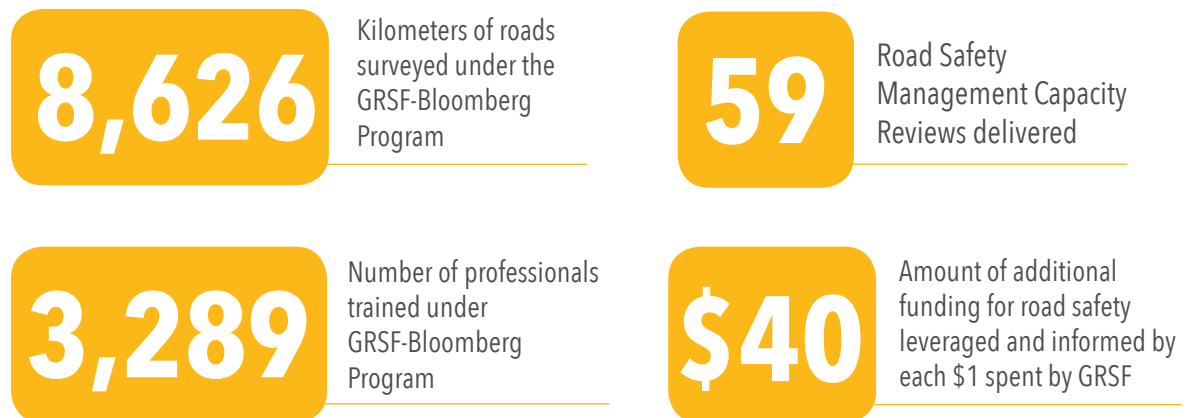 8,626
Kilometers of roads
surveyed under the
GRSF-Bloomberg
Program
59
Road Safety
Management Capacity
Reviews delivered
3,289
Number of professionals
trained under
GRSF-Bloomberg
Program
$40
Amount of additional
funding for road safety
leveraged and informed by
each $1 spent by GRSF